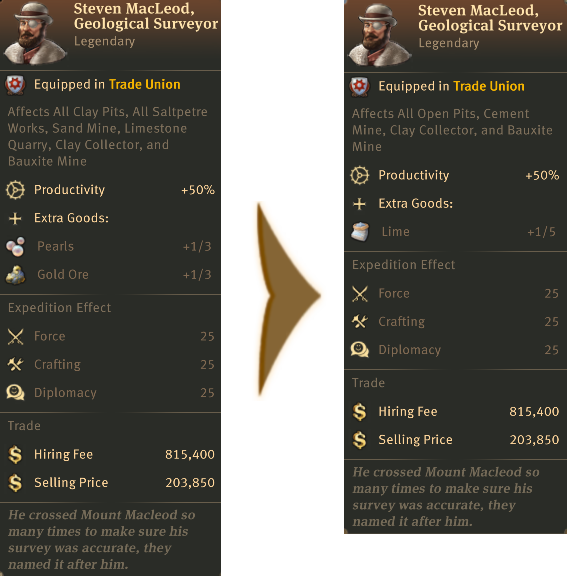 Steven MacLeod,
Geological Surveyor
Legendary
Equipped in Trade Union
Affects All Clay Pits, All Saltpetre
Works, Sand Mine, Limestone
Quarry, Clay Collector, and
Bauxite Mine
Productivity +50%
Extra Goods:
Pearls +1/3
Gold Ore +1/3
Expedition Effect
Force 25
Crafting 25
Diplomacy 25
Trade
Hiring Fee 815,400
Selling Price 203,850
He crossed Mount Macleod so
many times to make sure his
survey was accurate, they
named it after him.
Steven MacLeod,
Geological Surveyor
Legendary
Equipped in Trade Union
Affects All Open Pits, Cement
Mine, Clay Collector, and Bauxite
Mine
Productivity +50%
Extra Goods:
Lime +1/5
Expedition Effect
Force 25
Crafting 25
Diplomacy 25
Trade
Hiring Fee 815,400
Selling Price 203,850
He crossed Mount Macleod so
many times to make sure his
survey was accurate, they
named it after him.